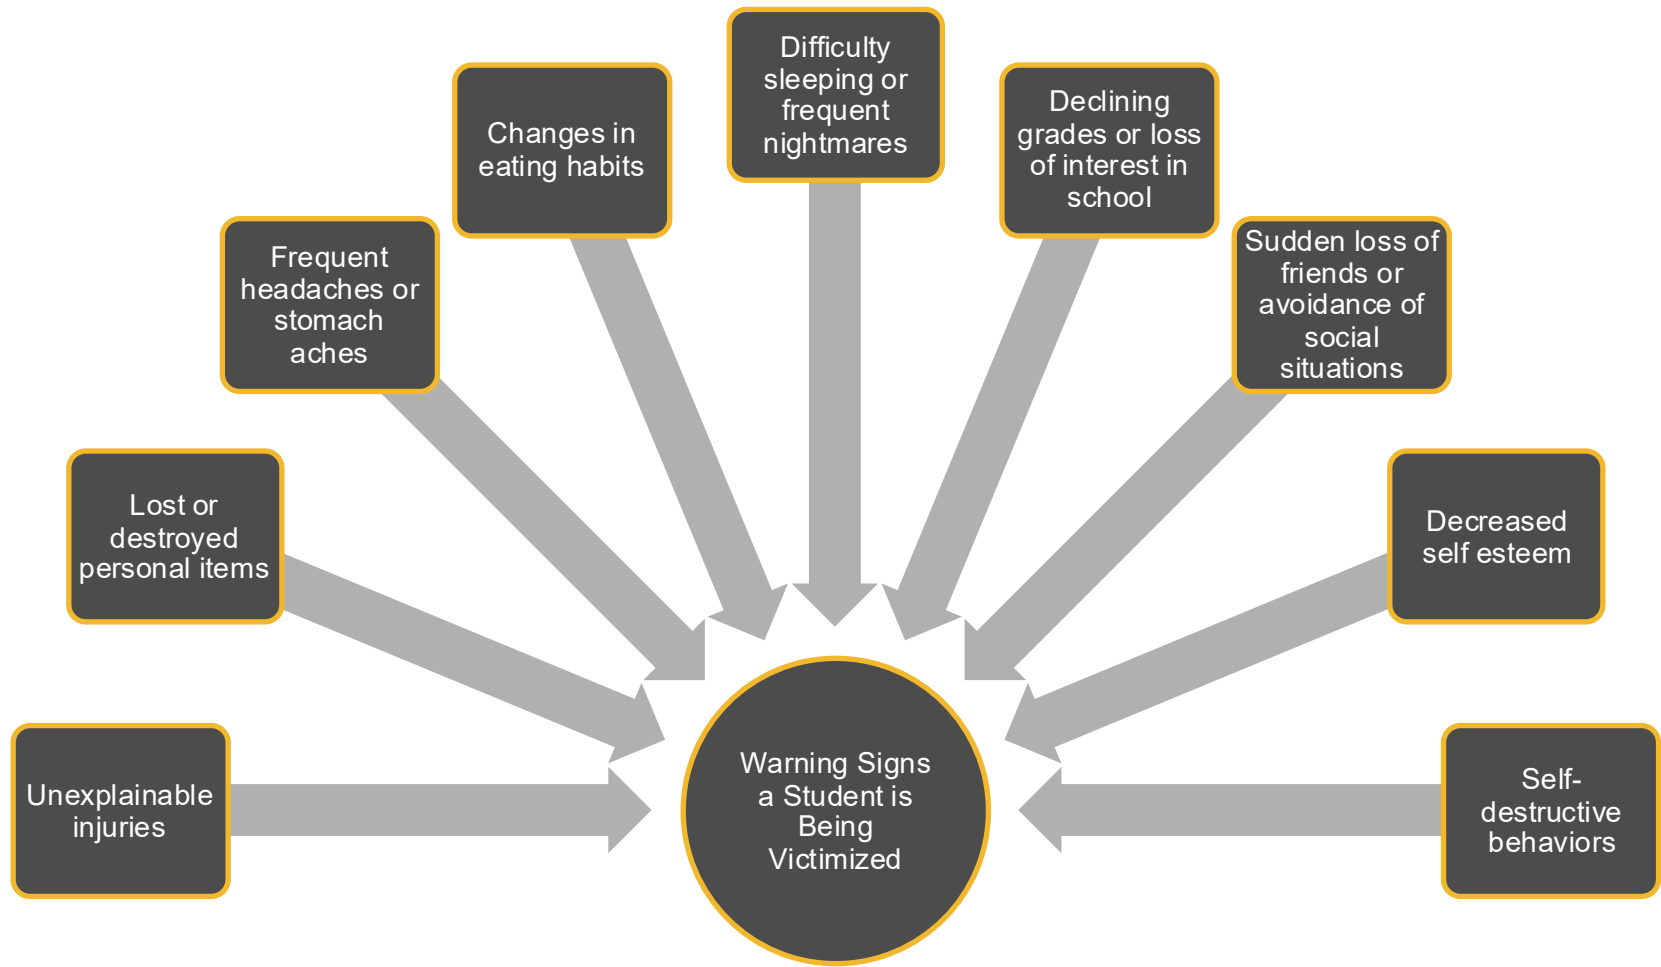 Unexplainable
injuries
Lost or
destroyed
personal items
Frequent
headaches or
stomach
aches
Changes in
eating habits
Difficulty
sleeping or
frequent
nightmares
Declining
grades or loss
of interest in
school
Sudden loss of
friends or
avoidance of
social
situations
Decreased
self esteem
Self-
destructive
behaviors
Warning Signs
a Student is
Being
Victimized